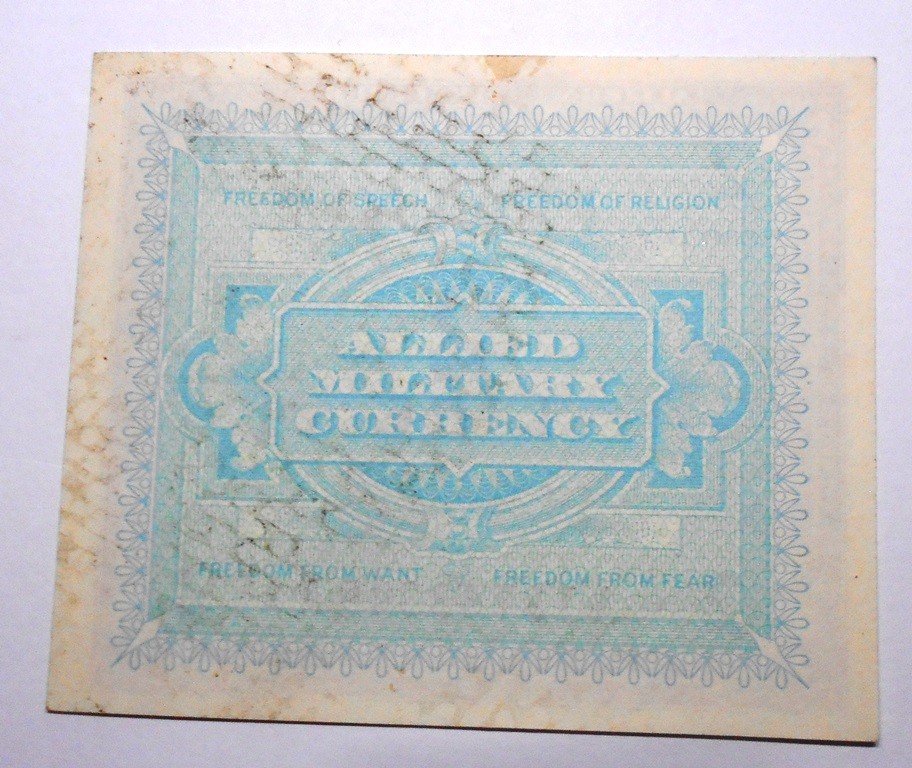 FREEDOM OF SPEECH FREEDOM OF RELIGION
ALLIED
MILITARY
CURRENCY
FREEDOM FROM WANT FREEDOM FROM FEAR